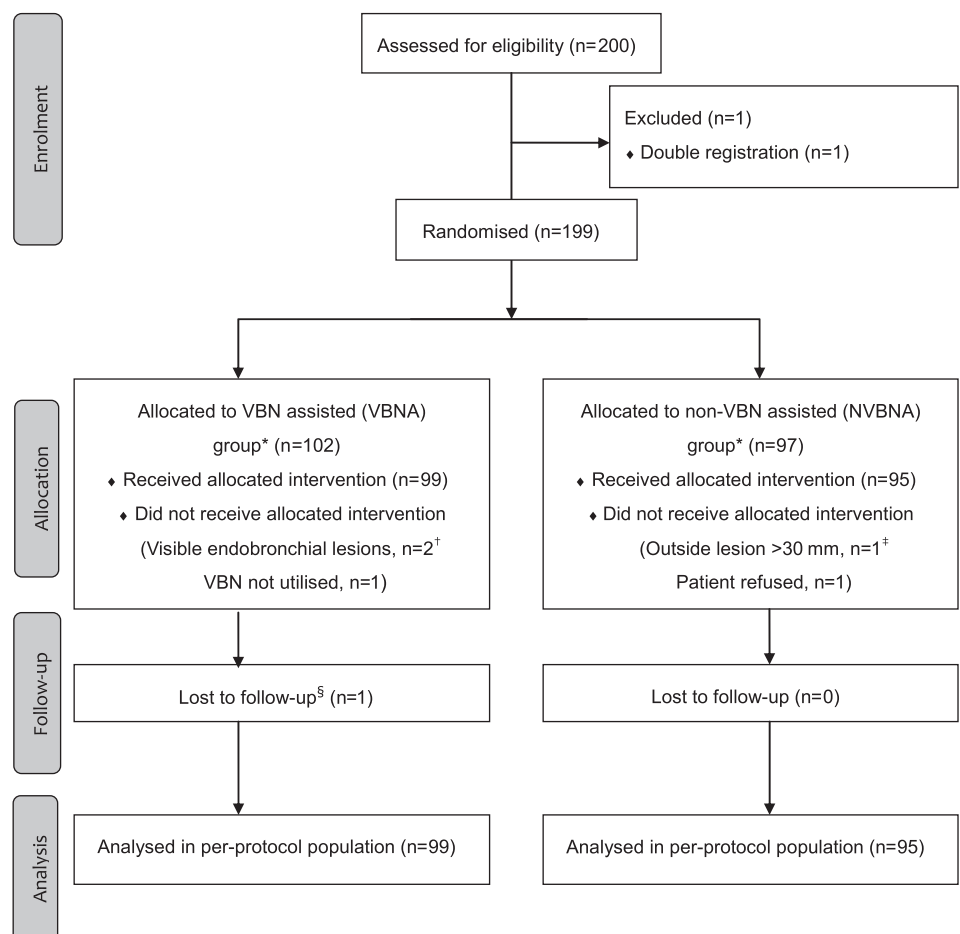 Enrolment
Assessed for eligibility (n=200)
Excluded (n=1)
♦ Double registration (n=1)
Randomised (n=199)
Allocation
Allocated to VBN assisted (VBNA)
group* (n=102)
♦ Received allocated intervention (n=99)
♦ Did not receive allocated intervention
(Visible endobronchial lesions, n=2†
VBN not utilised, n=1)
Allocated to non-VBN assisted (NVBNA)
group* (n=97)
♦ Received allocated intervention (n=95)
♦ Did not receive allocated intervention
(Outside lesion >30 mm, n=1‡
Patient refused, n=1)
Follow-up
Lost to follow-up§ (n=1)
Lost to follow-up (n=0)
Analysis
Analysed in per-protocol population (n=99)
Analysed in per-protocol population (n=95)